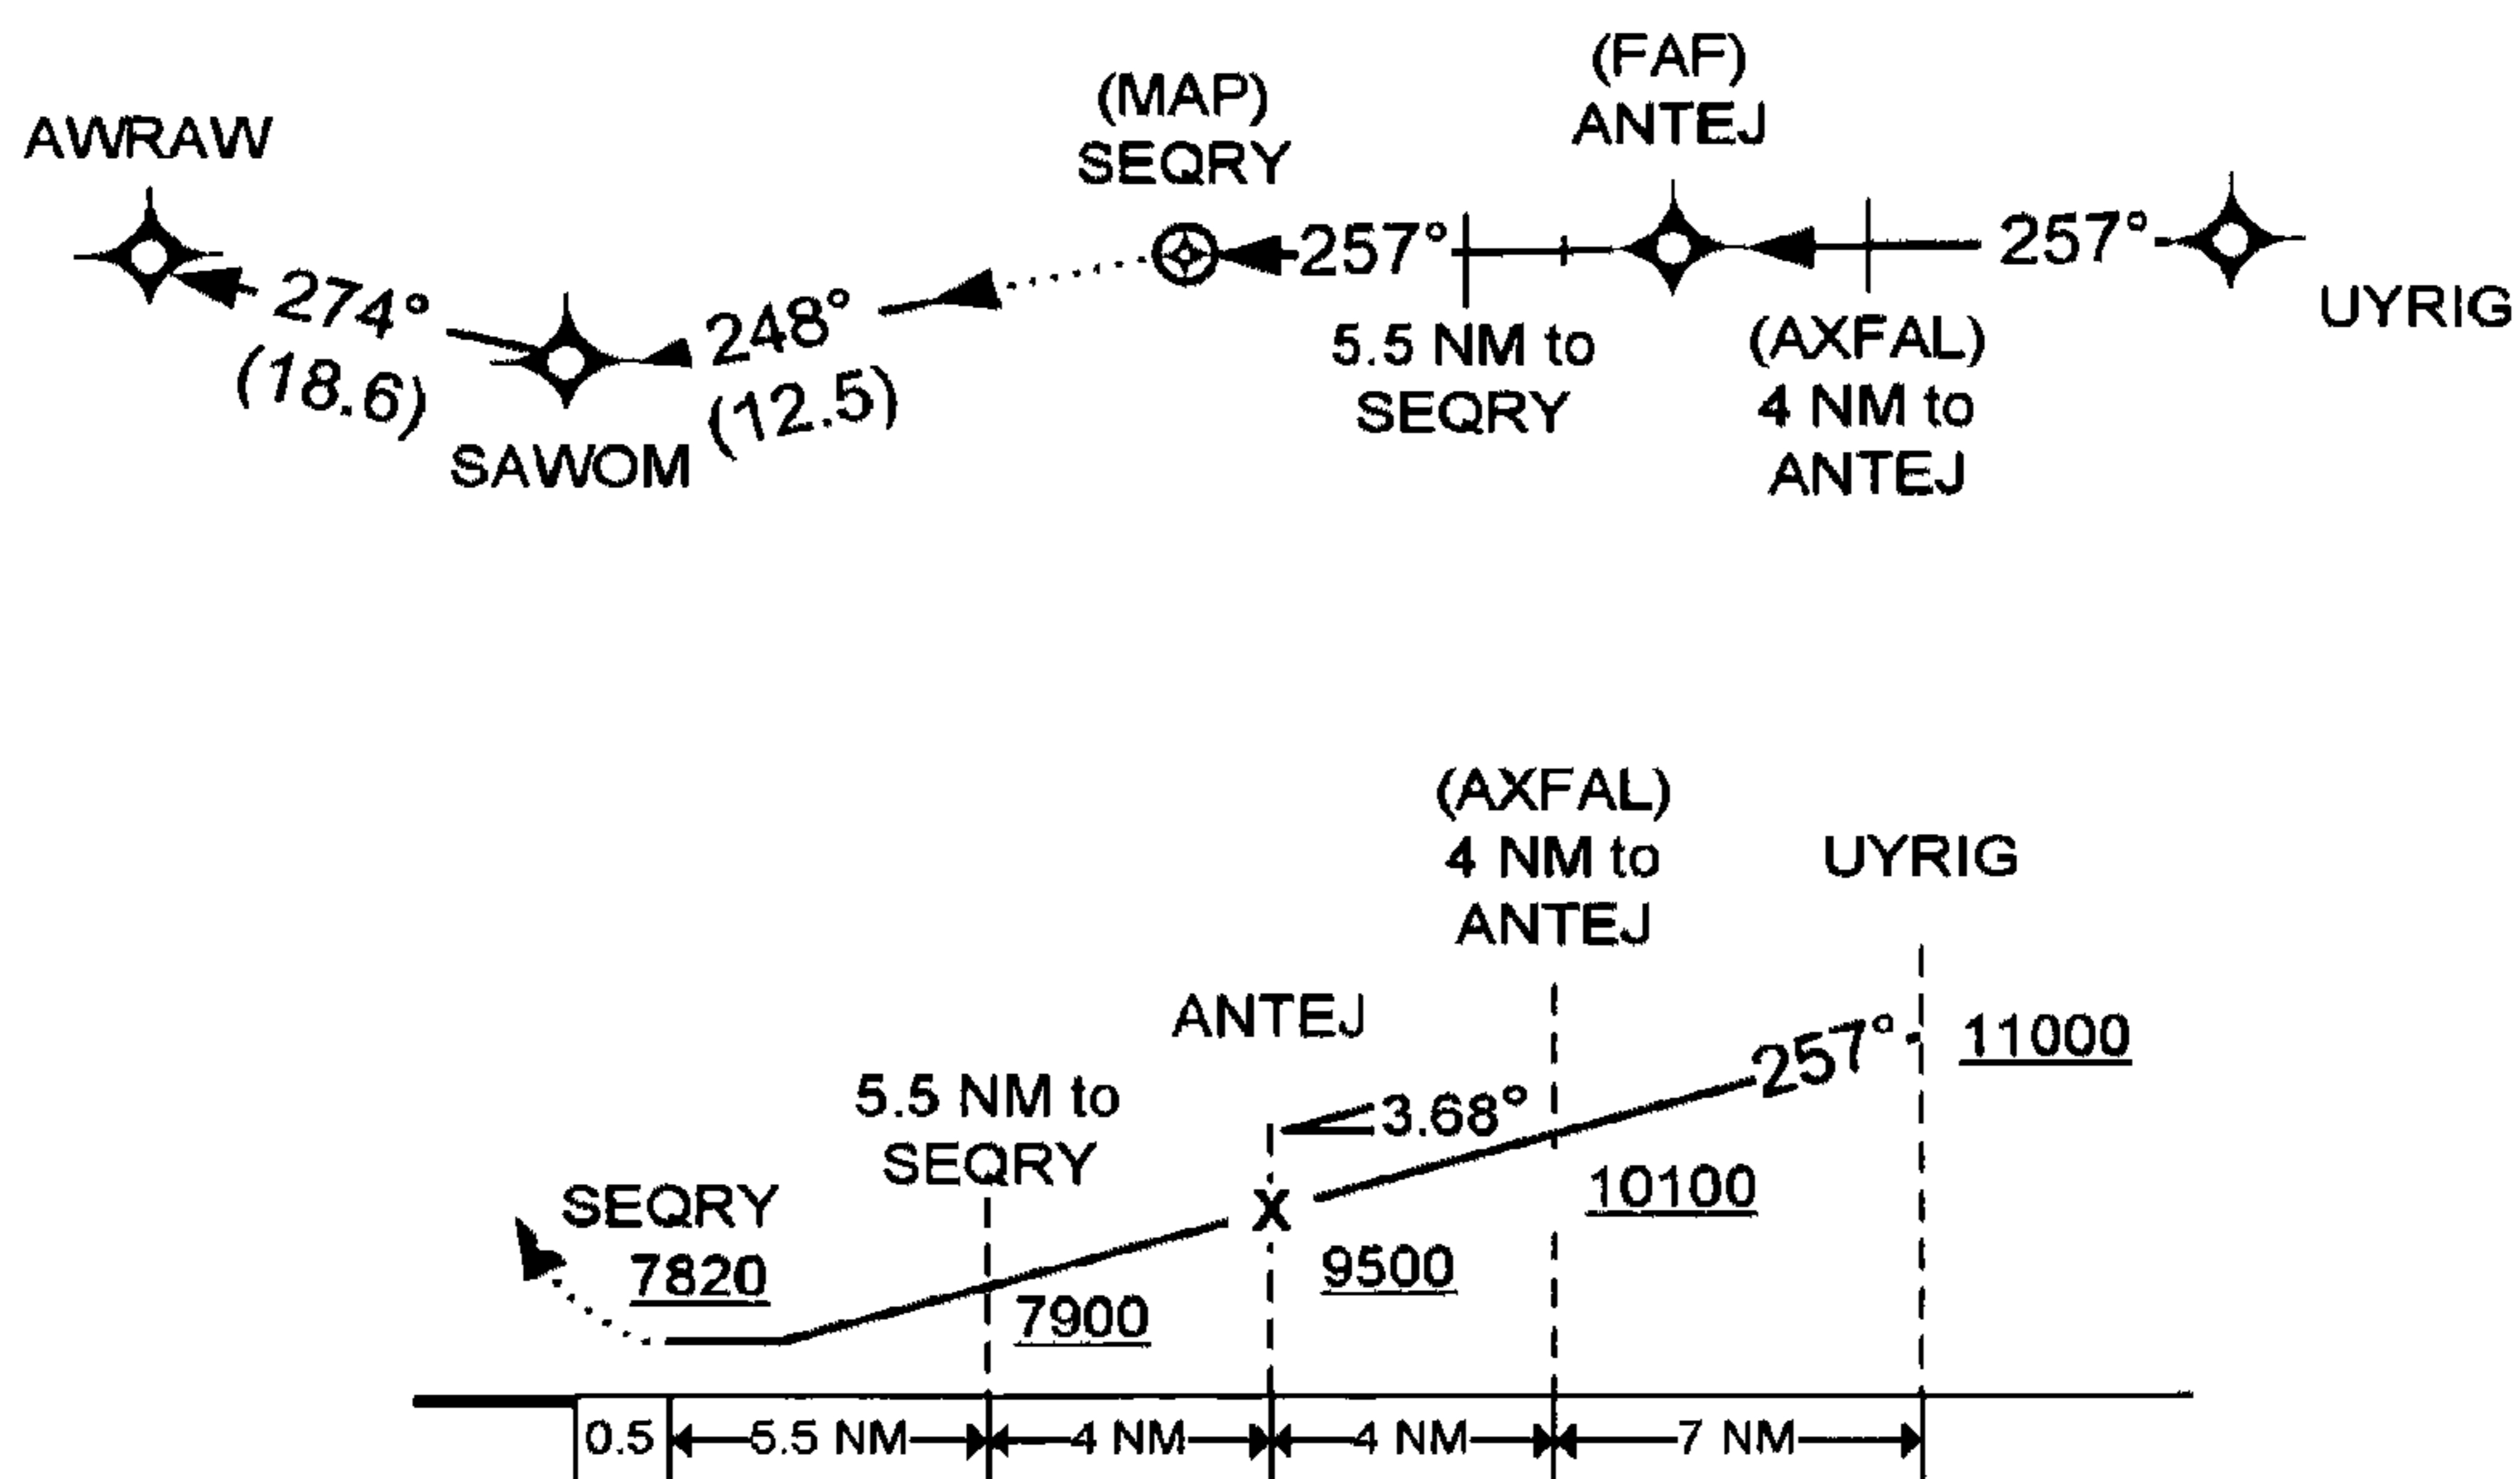 (FAF)
ANTEJ
(MAP)
SEQRY
AWRAW
257°
257°
UYRIG
274°
(18.6)
248°
(12.5)
SAWOM
5.5 NM to
SEQRY
(AXFAL)
4 NM to
ANTEJ
(AXFAL)
4 NM to
ANTEJ
UYRIG
ANTEJ
257°
11000
5.5 NM to
SEQRY
3.68°
10100
SEQRY
7820
X
9500
7900
0.5
5.5 NM
4 NM
4 NM
7 NM